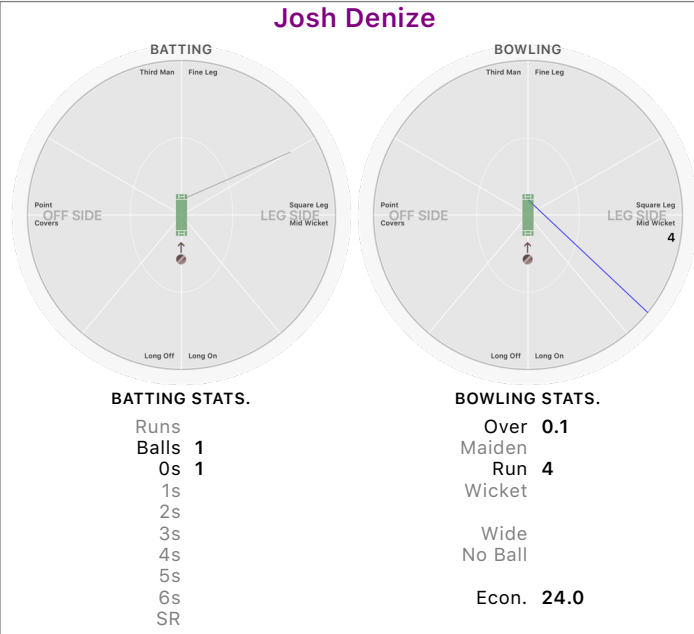 Josh Denize
BATTING
Third Man Fine Leg
Point
OFF SIDE
Covers
Square Leg
LEG SIDE
Mid Wicket
Long Off Long On
BATTING STATS.
Runs
Balls 1
0s 1
1s
2s
3s
4s
5s
6s
SR
BOWLING
Third Man Fine Leg
Point
OFF SIDE
Covers
Square Leg
LEG SIDE
Mid Wicket
4
Long Off Long On
BOWLING STATS.
Over 0.1
Maiden
Run 4
Wicket
Wide
No Ball
Econ. 24.0